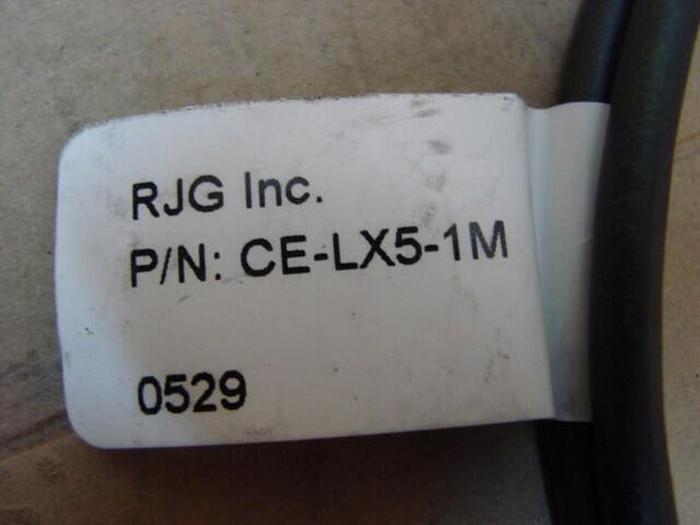 RJG Inc.
P/N: CE-LX5-1M
0529